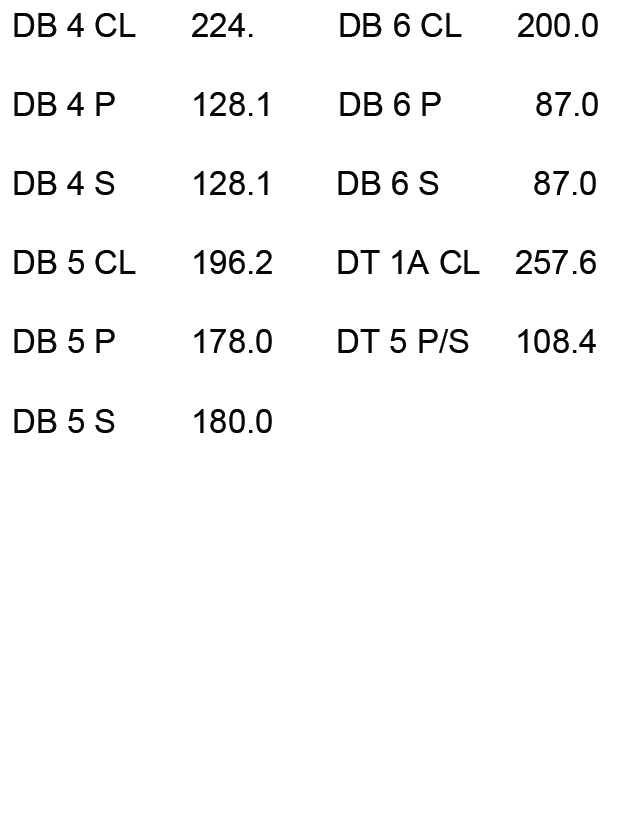 DB 4 CL 224. DB 6 CL 200.0
DB 4 P 128.1 DB 6 P 87.0
DB 4 S 128.1 DB 6 S 87.0
DB 5 CL 196.2 DT 1A CL 257.6
DB 5 P 178.0 DT 5 P/S 108.4
DB 5 S 180.0